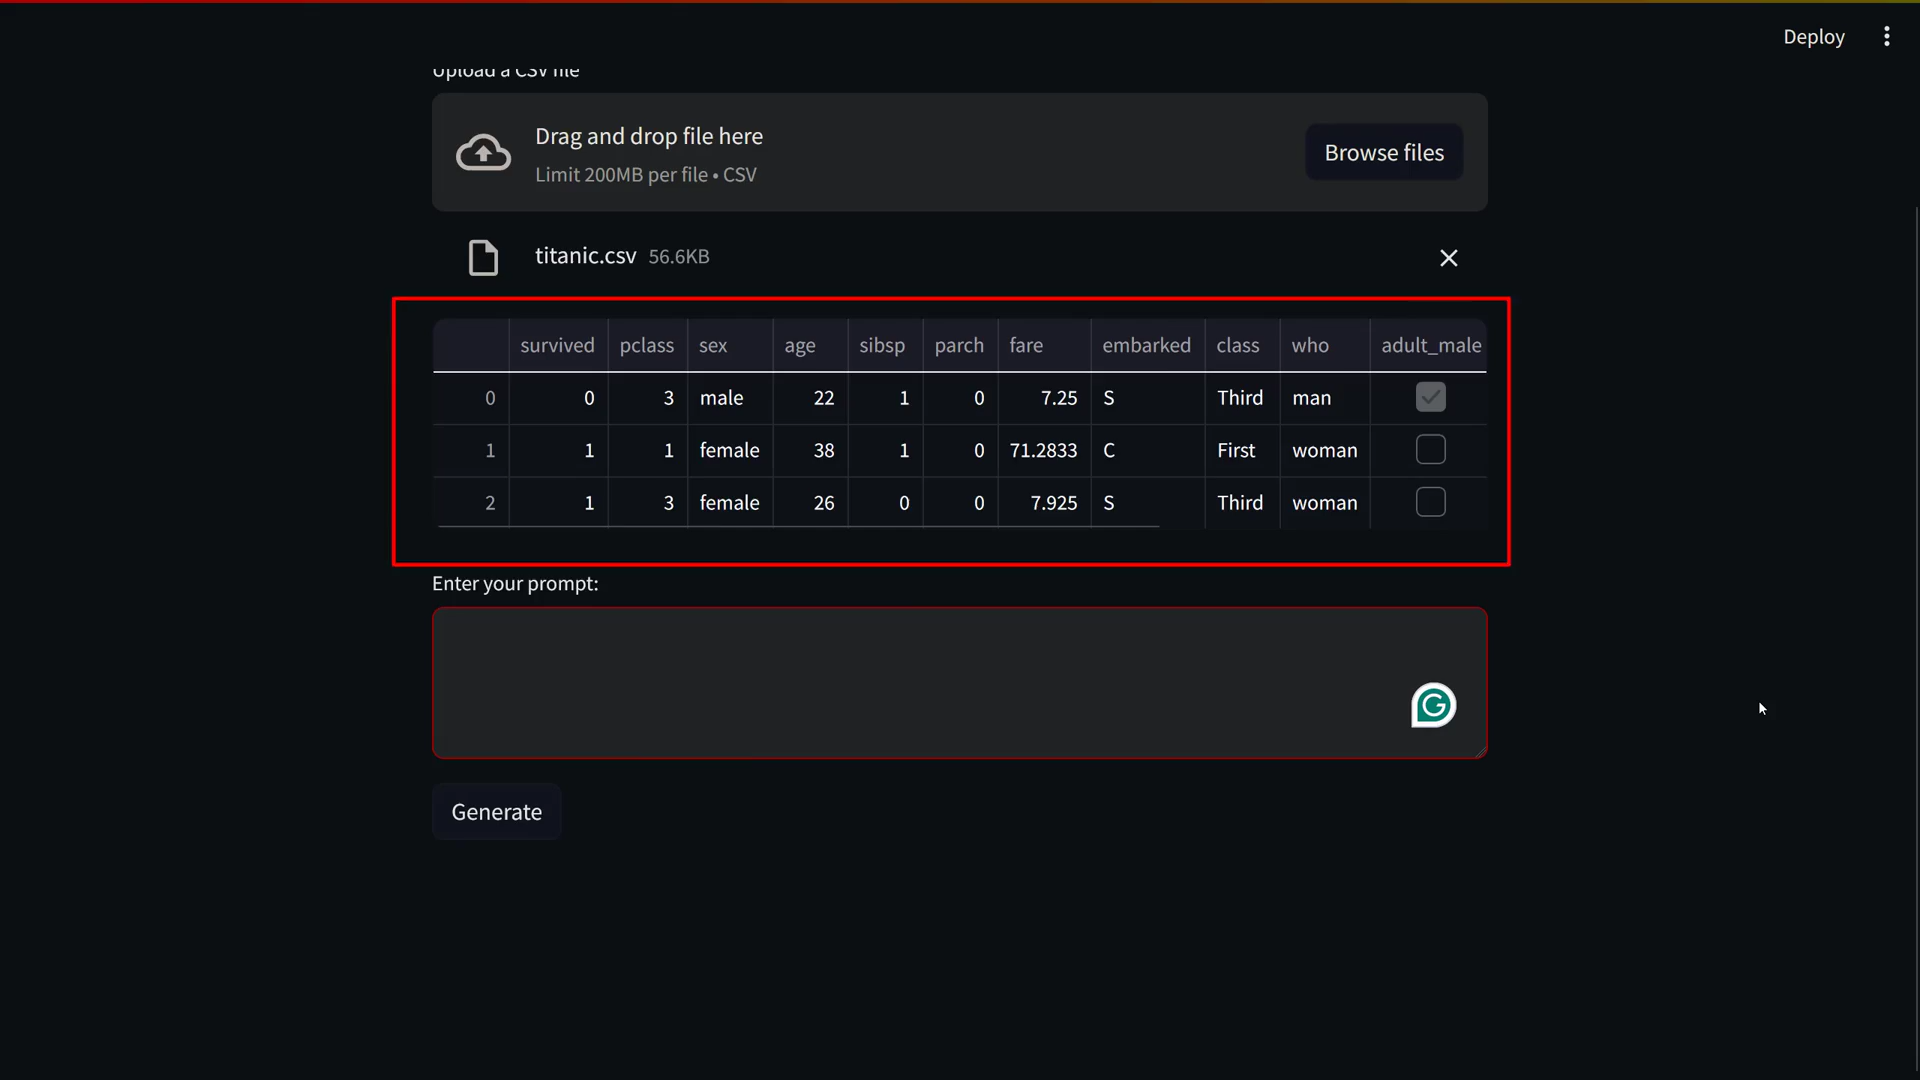 Deploy
Upload a CSV file
Drag and drop file here
Limit 200MB per file • CSV
Browse files
titanic.csv 56.6KB
survived pclass sex age sibsp parch fare embarked class who adult_male
0 0 3 male 22 1 0 7.25 S Third man
1 1 1 female 38 1 0 71.2833 C First woman
2 1 3 female 26 0 0 7.925 S Third woman
Enter your prompt:
G
Generate